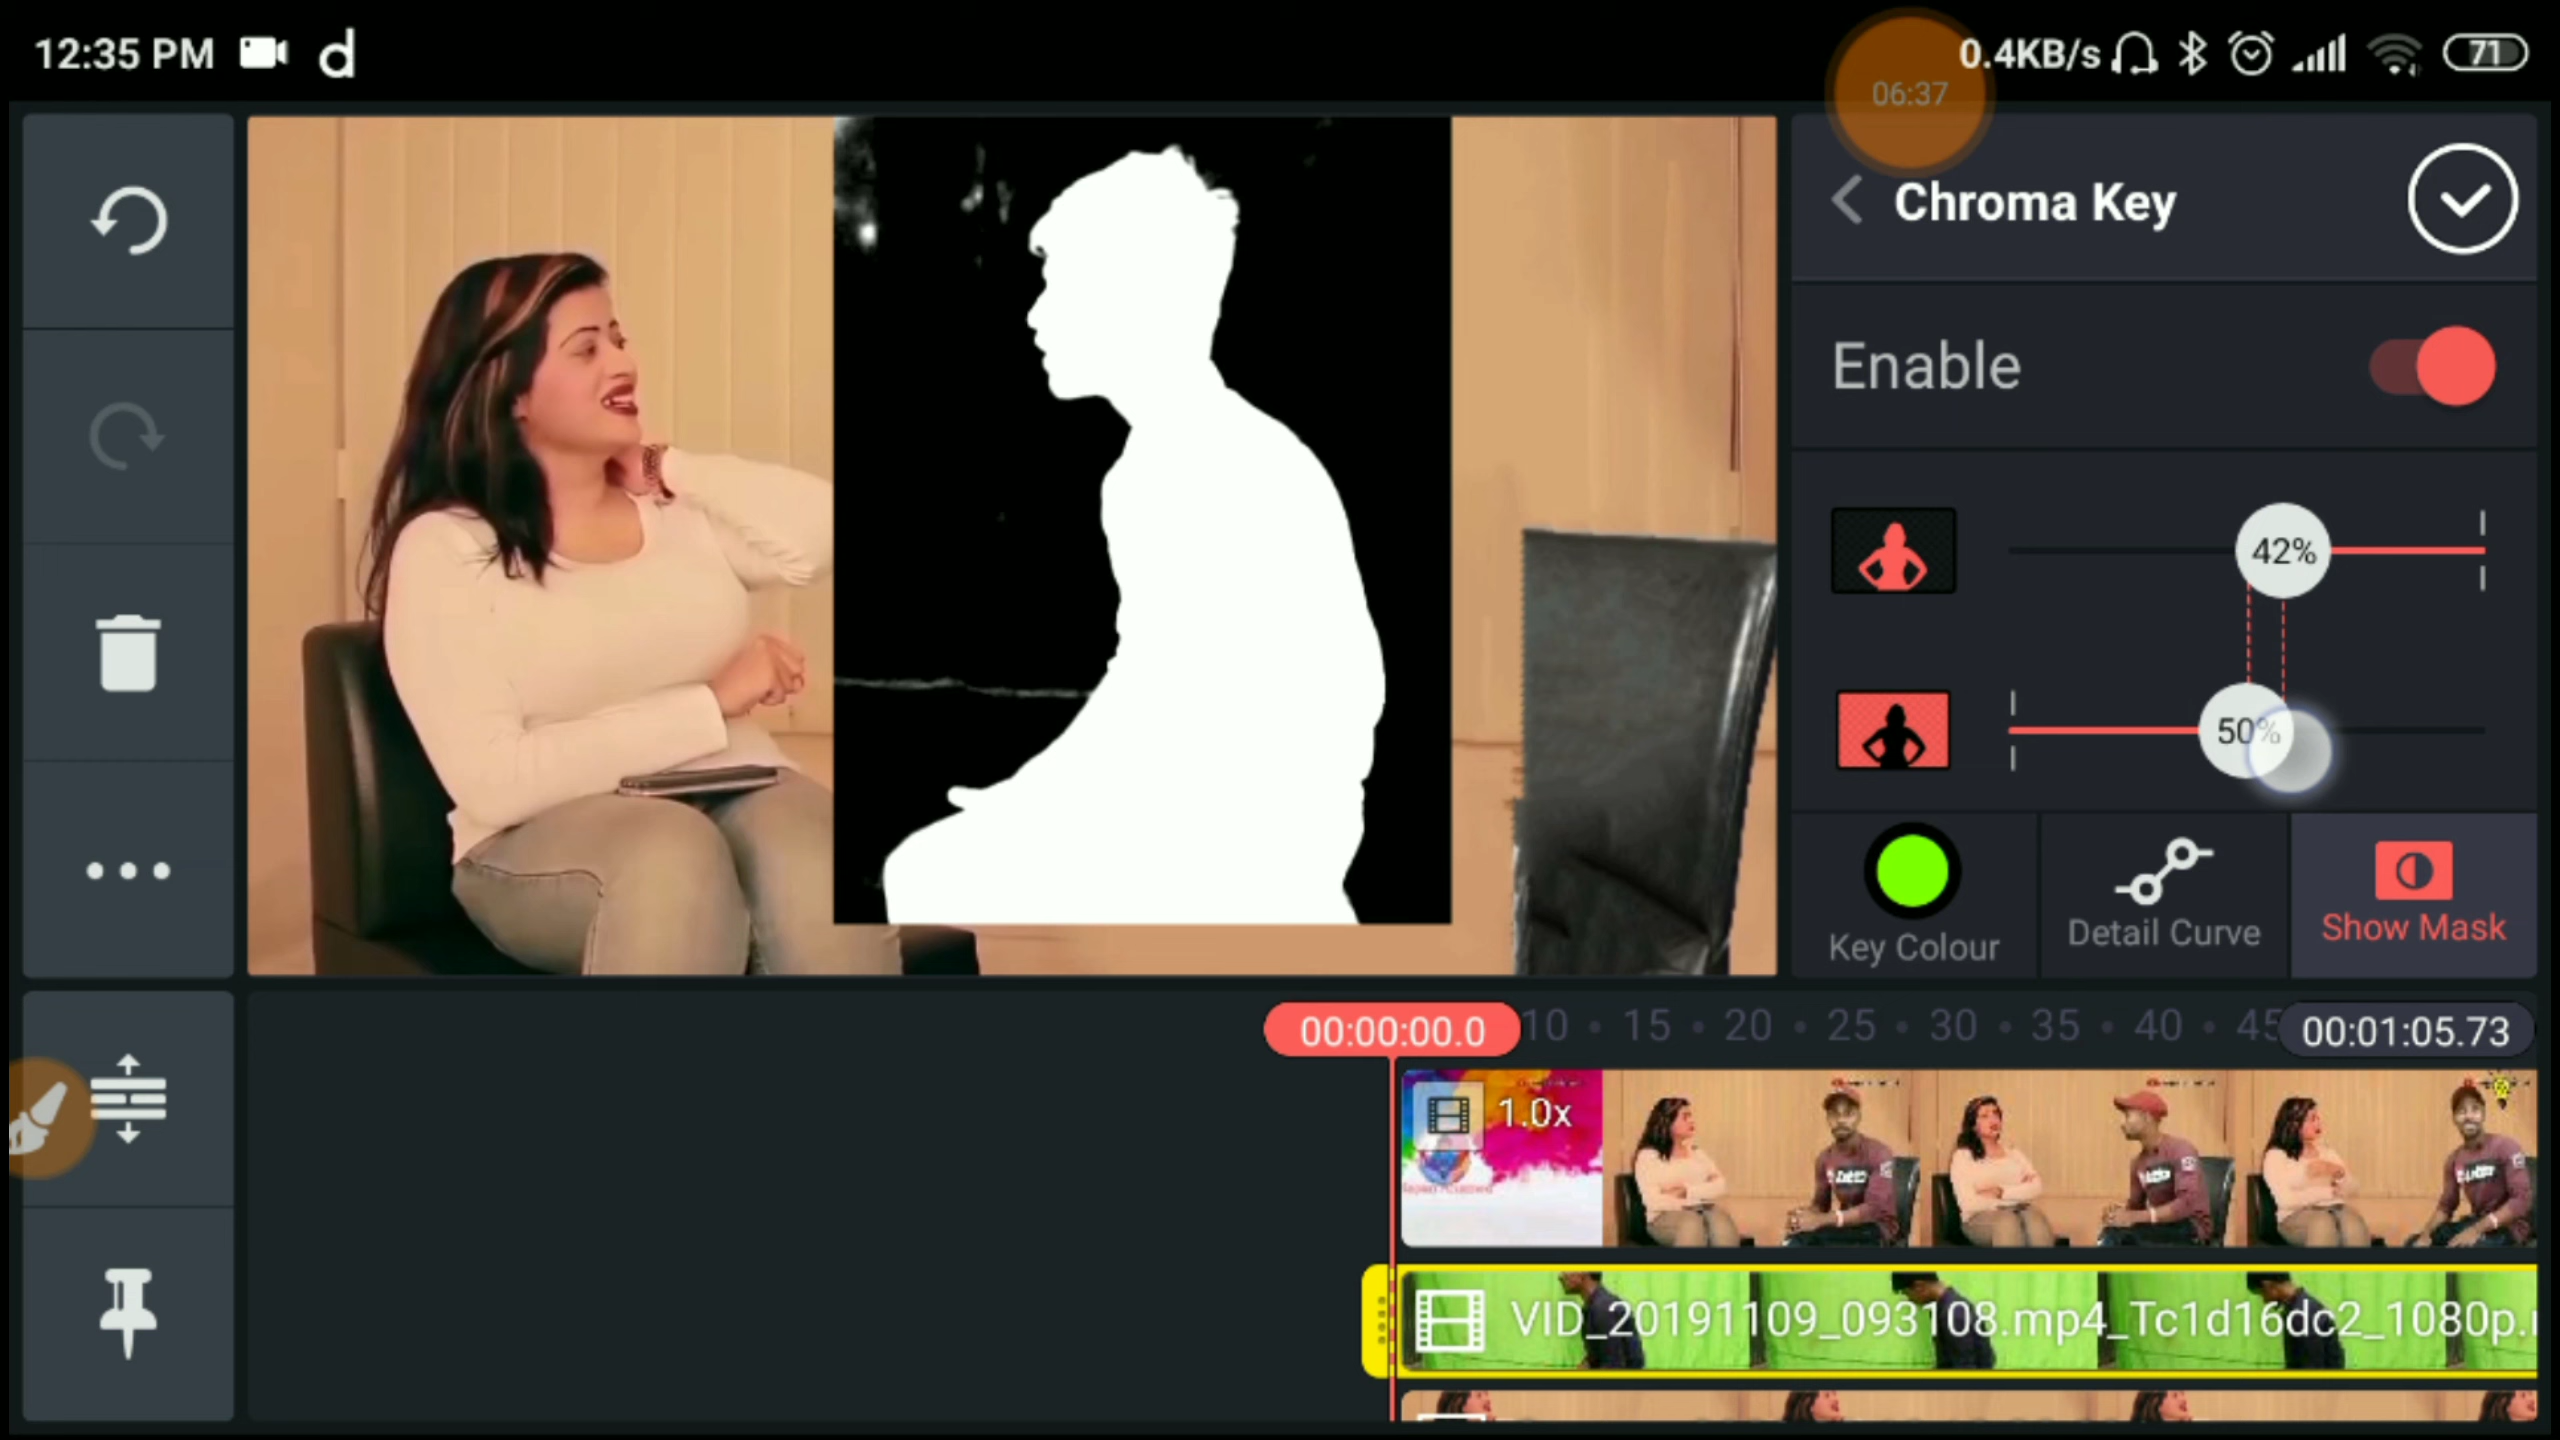 12:35 PM
0.4KB/s
71
06:37
Chroma Key
Enable
42%
50%
Key Colour
Detail Curve
Show Mask
00:00:00.0
10 • 15 • 20 • 25 • 30 • 35 • 40 • 45
00:01:05.73
1.0x
VID_20191109_093108.mp4_Tc1d16dc2_1080p.